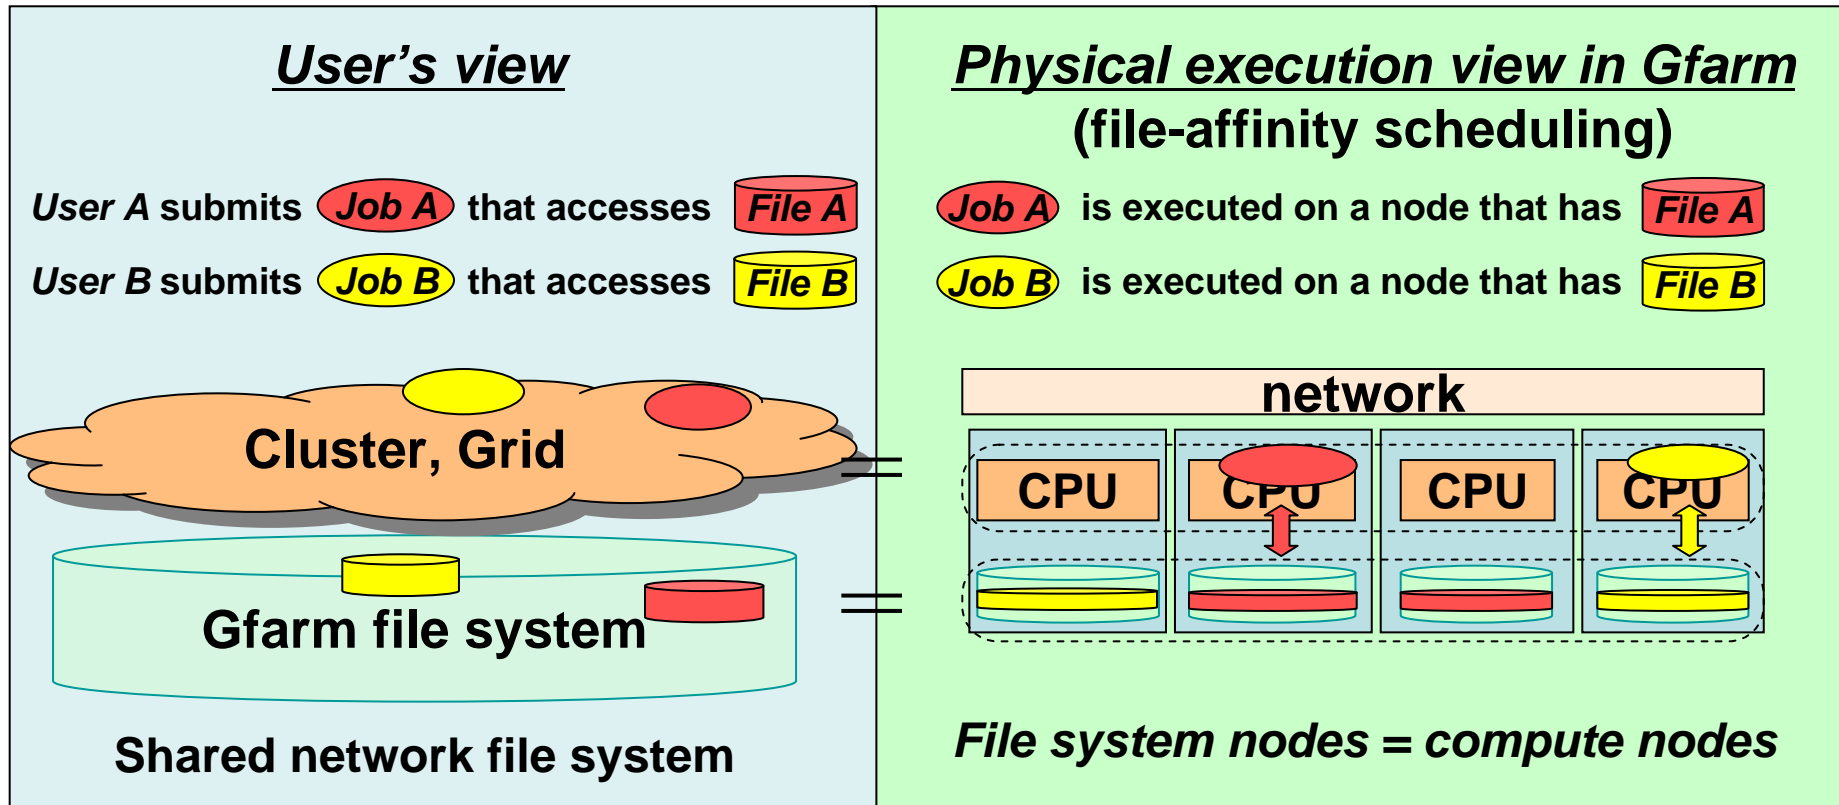 User's view
User A submits Job A that accesses File A
User B submits Job B that accesses File B
Cluster, Grid
Gfarm file system
Shared network file system
Physical execution view in Gfarm
(file-affinity scheduling)
Job A is executed on a node that has File A
Job B is executed on a node that has File B
network
CPU CPU CPU CPU
File system nodes = compute nodes